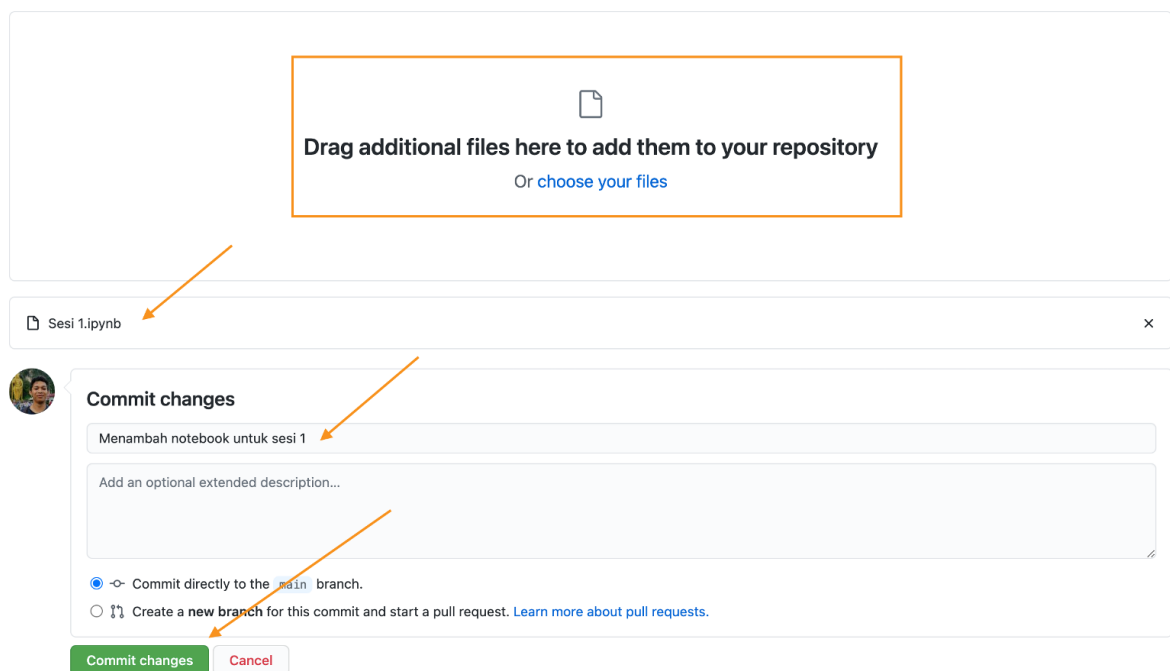 Drag additional files here to add them to your repository
Or choose your files
Sesi 1.ipynb
Commit changes
Menambah notebook untuk sesi 1
Add an optional extended description...
Commit directly to the main branch.
Create a new branch for this commit and start a pull request. Learn more about pull requests.
Commit changes Cancel